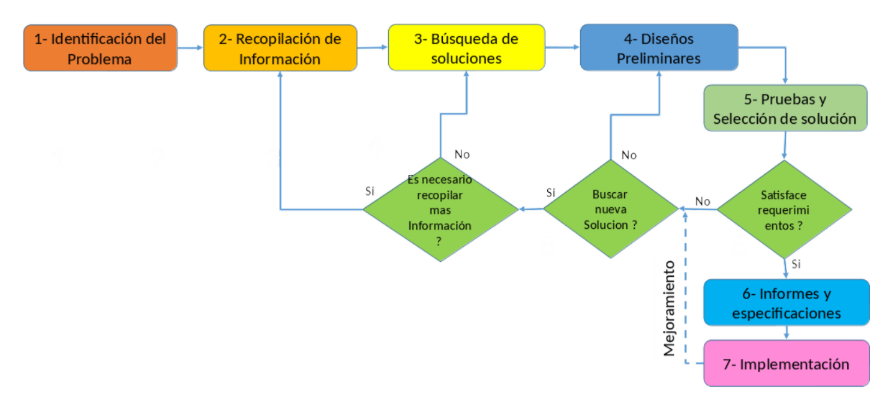 1- Identificación del
Problema
2- Recopilación de
Información
3- Búsqueda de
soluciones
4- Diseños
Preliminares
5- Pruebas y
Selección de solución
No
No
Es necesario
recopilar
mas
Información
?
Si
Buscar
nueva
Solucion ?
Si
Satisface
requerimi
entos ?
No
Si
Mejoramiento
6- Informes y
especificaciones
7- Implementación